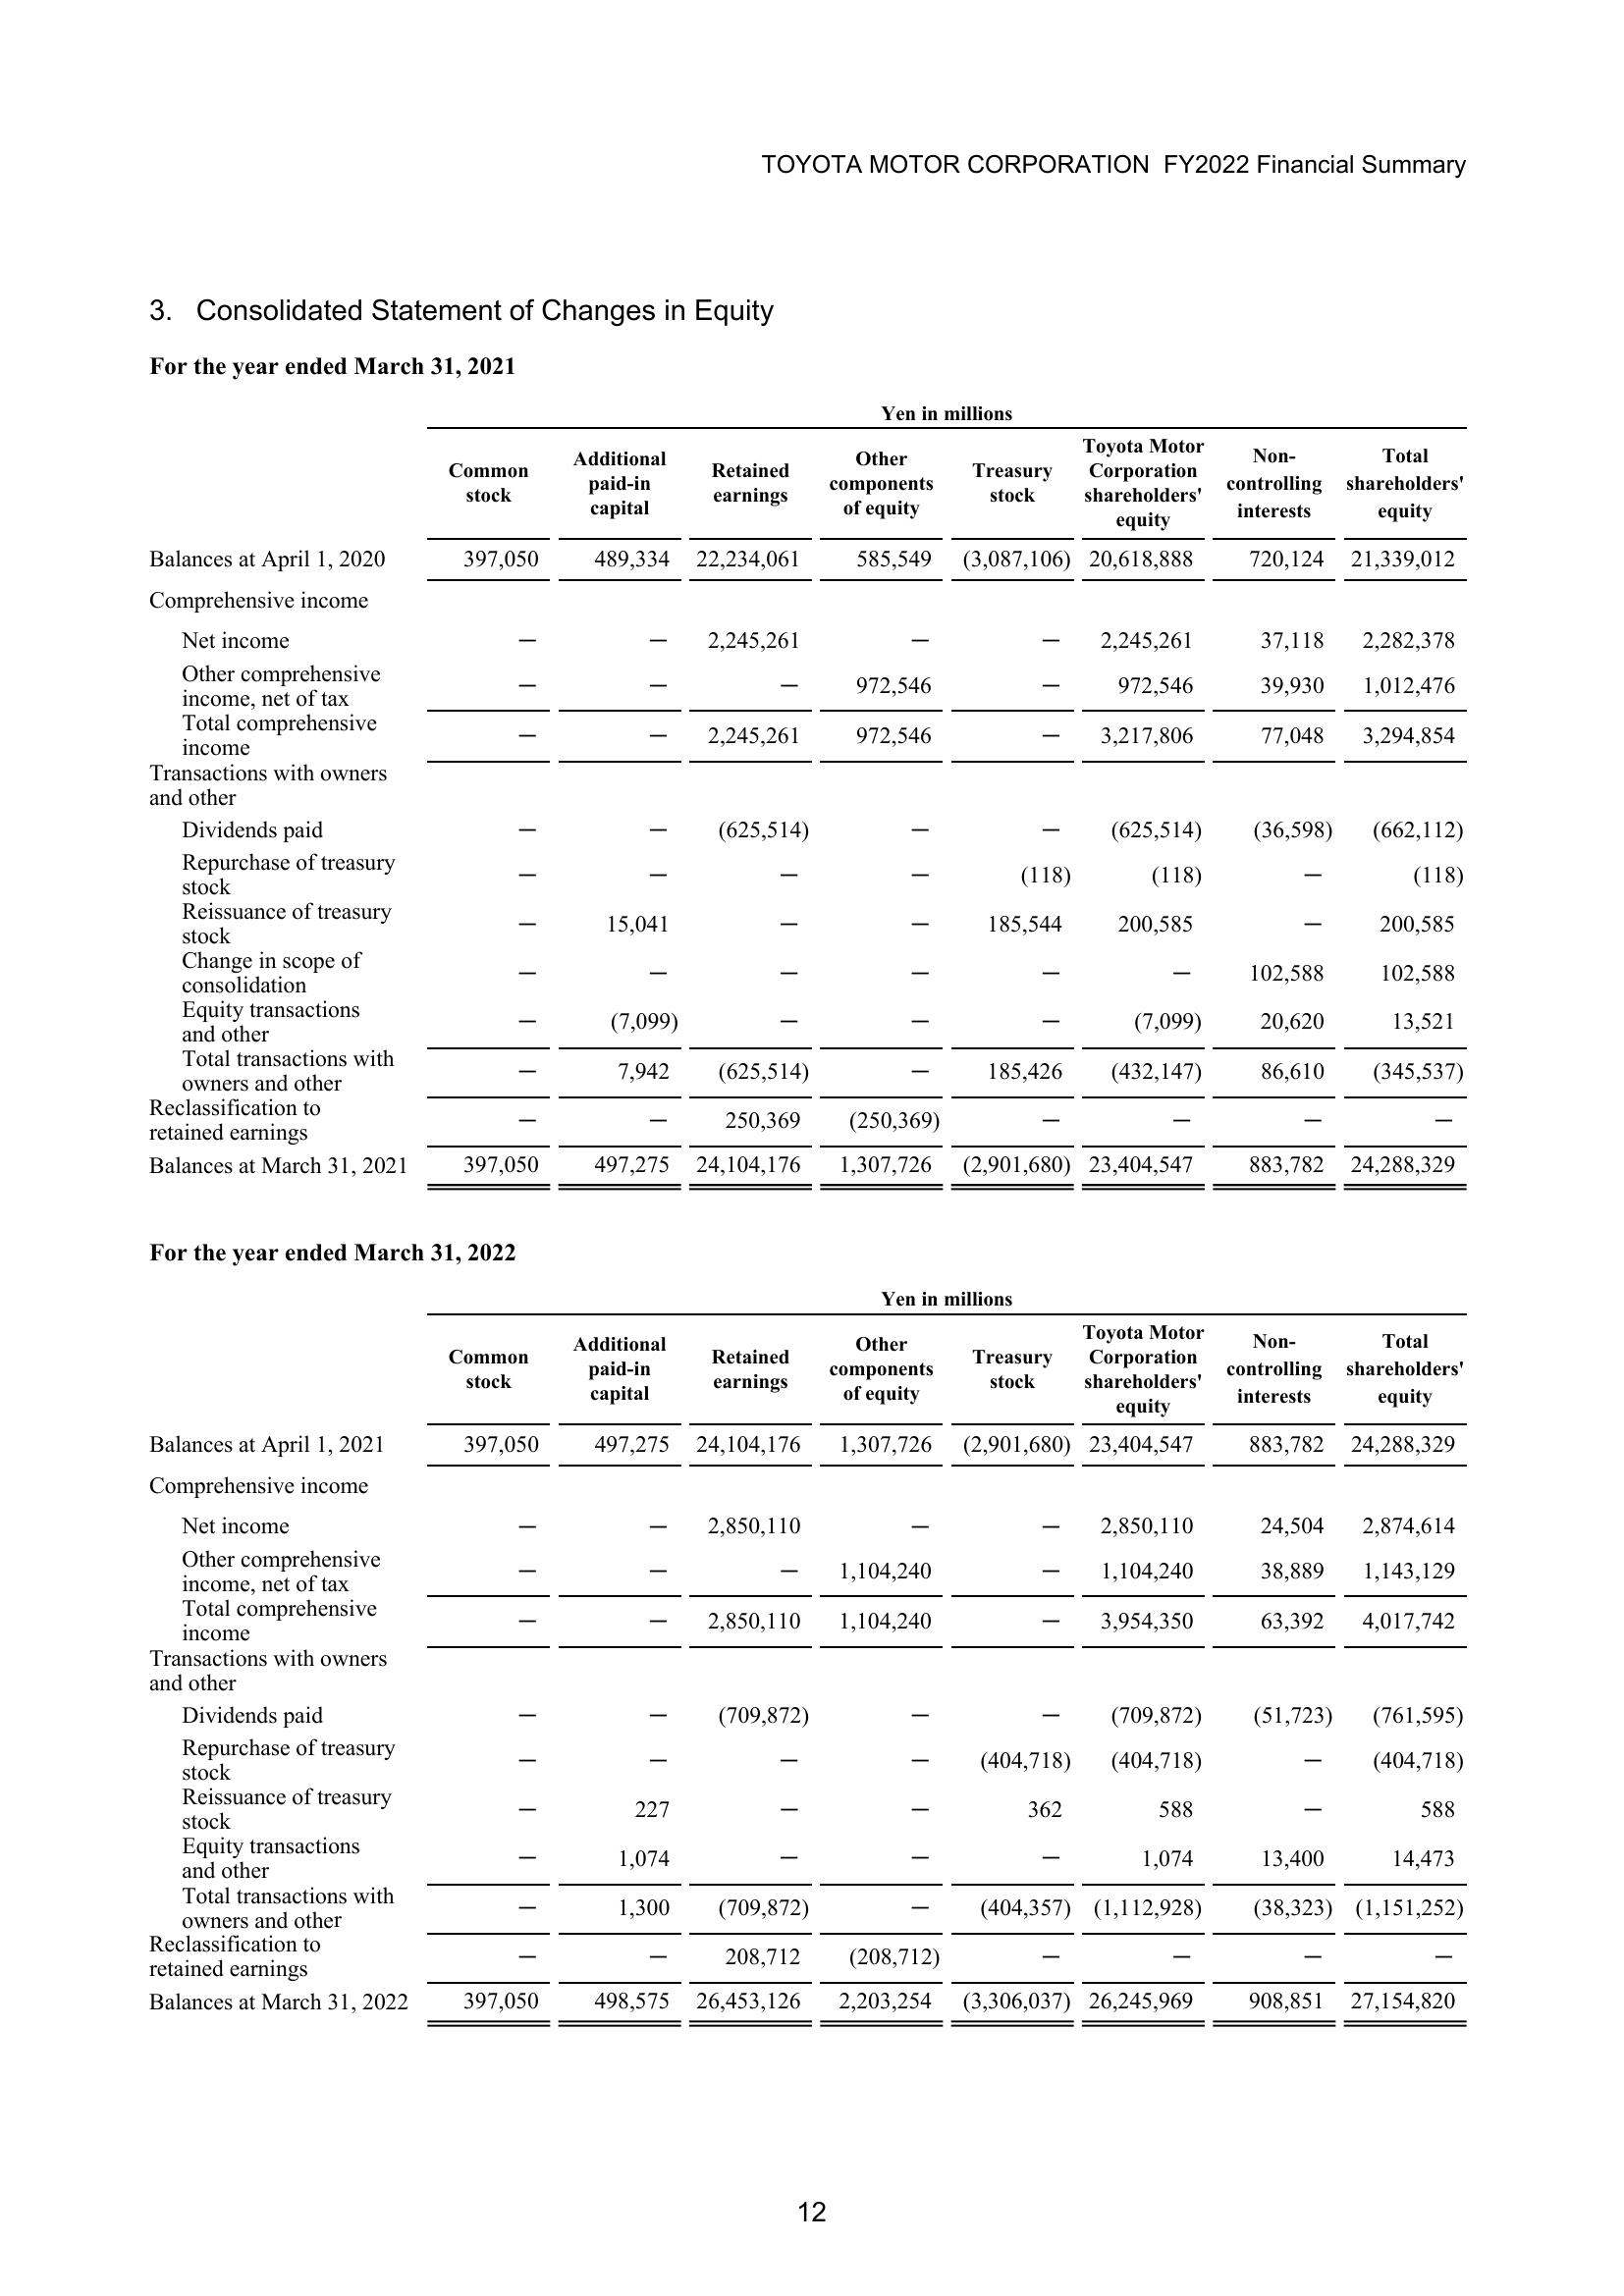 TOYOTA MOTOR CORPORATION FY2022 Financial Summary
3. Consolidated Statement of Changes in Equity
For the year ended March 31, 2021
Yen in millions
Common stock Additional paid-in capital Retained earnings Other components of equity Treasury stock Toyota Motor Corporation shareholders' equity Non-controlling interests Total shareholders' equity
Balances at April 1, 2020 397,050 489,334 22,234,061 585,549 (3,087,106) 20,618,888 720,124 21,339,012
Comprehensive income
Net income — — 2,245,261 — — 2,245,261 37,118 2,282,378
Other comprehensive income, net of tax — — — 972,546 — 972,546 39,930 1,012,476
Total comprehensive income — — 2,245,261 972,546 — 3,217,806 77,048 3,294,854
Transactions with owners and other
Dividends paid — — (625,514) — — (625,514) (36,598) (662,112)
Repurchase of treasury stock — — — — (118) (118) — (118)
Reissuance of treasury stock — 15,041 — — 185,544 200,585 — 200,585
Change in scope of consolidation — — — — — — 102,588 102,588
Equity transactions and other — (7,099) — — — (7,099) 20,620 13,521
Total transactions with owners and other — 7,942 (625,514) — 185,426 (432,147) 86,610 (345,537)
Reclassification to retained earnings — — 250,369 (250,369) — — — —
Balances at March 31, 2021 397,050 497,275 24,104,176 1,307,726 (2,901,680) 23,404,547 883,782 24,288,329
For the year ended March 31, 2022
Yen in millions
Common stock Additional paid-in capital Retained earnings Other components of equity Treasury stock Toyota Motor Corporation shareholders' equity Non-controlling interests Total shareholders' equity
Balances at April 1, 2021 397,050 497,275 24,104,176 1,307,726 (2,901,680) 23,404,547 883,782 24,288,329
Comprehensive income
Net income — — 2,850,110 — — 2,850,110 24,504 2,874,614
Other comprehensive income, net of tax — — — 1,104,240 — 1,104,240 38,889 1,143,129
Total comprehensive income — — 2,850,110 1,104,240 — 3,954,350 63,392 4,017,742
Transactions with owners and other
Dividends paid — — (709,872) — — (709,872) (51,723) (761,595)
Repurchase of treasury stock — — — — (404,718) (404,718) — (404,718)
Reissuance of treasury stock — 227 — — 362 588 — 588
Equity transactions and other — 1,074 — — — 1,074 13,400 14,473
Total transactions with owners and other — 1,300 (709,872) — (404,357) (1,112,928) (38,323) (1,151,252)
Reclassification to retained earnings — — 208,712 (208,712) — — — —
Balances at March 31, 2022 397,050 498,575 26,453,126 2,203,254 (3,306,037) 26,245,969 908,851 27,154,820
12